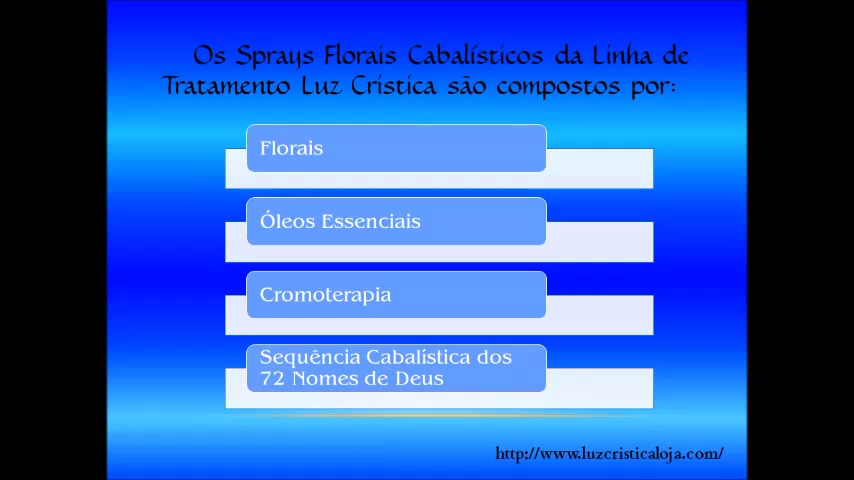 Os Sprays Florais Cabalísticos da Linha de
Tratamento Luz Crística são compostos por:
Florais
Óleos Essenciais
Cromoterapia
Sequência Cabalística dos
72 Nomes de Deus
http://www.luzcristicaloja.com/